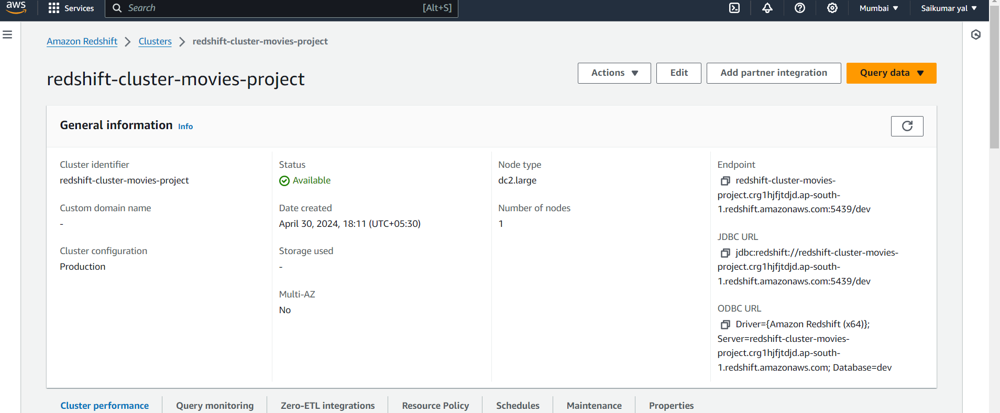 aws
Services
Search
[Alt+S]
Mumbai
Saikumar yal
Amazon Redshift
Clusters
redshift-cluster-movies-project
redshift-cluster-movies-project
Actions
Edit
Add partner integration
Query data
General information Info
Cluster identifier
redshift-cluster-movies-project
Custom domain name
-
Cluster configuration
Production
Status
Available
Date created
April 30, 2024, 18:11 (UTC+05:30)
Storage used
-
Multi-AZ
No
Node type
dc2.large
Number of nodes
1
Endpoint
redshift-cluster-movies-
project.crg1hjfjtdjd.ap-south-
1.redshift.amazonaws.com:5439/dev
JDBC URL
jdbc:redshift://redshift-cluster-movies-
project.crg1hjfjtdjd.ap-south-
1.redshift.amazonaws.com:5439/dev
ODBC URL
Driver={Amazon Redshift (x64)};
Server=redshift-cluster-movies-
project.crg1hjfjtdjd.ap-south-
1.redshift.amazonaws.com; Database=dev
Cluster performance
Query monitoring
Zero-ETL integrations
Resource Policy
Schedules
Maintenance
Properties